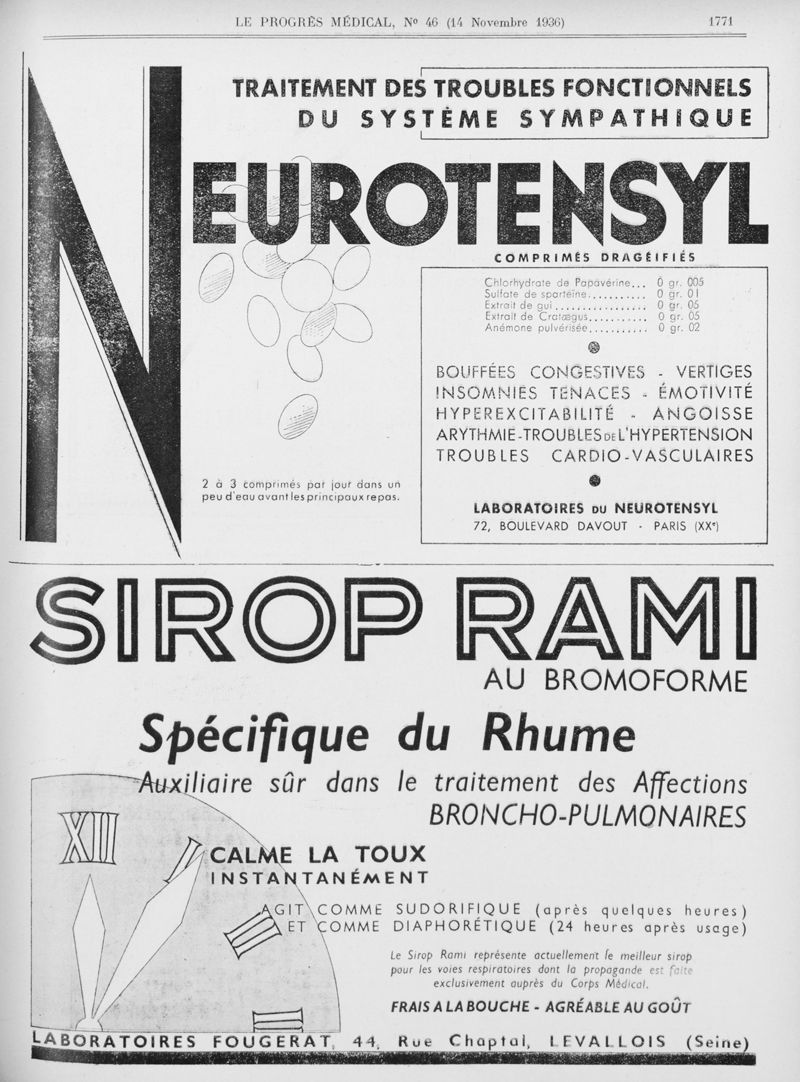 LE PROGRÈS MÉDICAL, Nº 46 (14 Novembre 1936) 1771
TRAITEMENT DES TROUBLES FONCTIONNELS
DU SYSTÈME SYMPATHIQUE
NEUROTENSYL
COMPRIMÉS DRAGÉIFIÉS
Chlorhydrate de Papavérine... 0 gr. 005
Sulfate de spartéine........... 0 gr. 01
Extrait de gui................. 0 gr. 05
Extrait de Cratægus........... 0 gr. 05
Anémone pulvérisée........... 0 gr. 02
BOUFFÉES CONGESTIVES - VERTIGES
INSOMNIES TENACES - ÉMOTIVITÉ
HYPEREXCITABILITÉ - ANGOISSE
ARYTHMIE-TROUBLES DE L'HYPERTENSION
TROUBLES CARDIO-VASCULAIRES
2 à 3 comprimés par jour dans un
peu d'eau avant les principaux repas.
LABORATOIRES DU NEUROTENSYL
72, BOULEVARD DAVOUT - PARIS (XXe)
SIROP RAMI
AU BROMOFORME
Spécifique du Rhume
Auxiliaire sûr dans le traitement des Affections
BRONCHO-PULMONAIRES
XIII
I
CALME LA TOUX
INSTANTANÉMENT
AGIT COMME SUDORIFIQUE (après quelques heures)
ET COMME DIAPHORÉTIQUE (24 heures après usage)
II
Le Sirop Rami représente actuellement le meilleur sirop
pour les voies respiratoires dont la propagande est faite
exclusivement auprès du Corps Médical.
FRAIS A LA BOUCHE - AGRÉABLE AU GOÛT
III
LABORATOIRES FOUGERAT, 44, Rue Chaptal, LEVALLOIS (Seine)